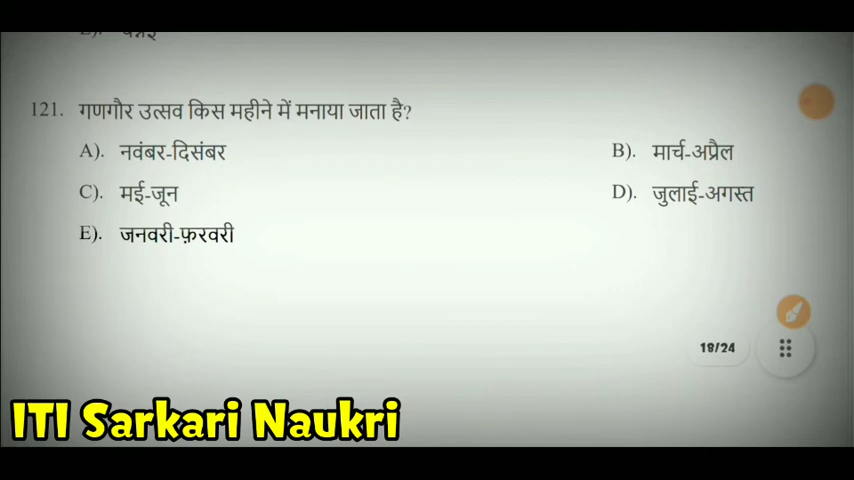 121. गणगौर उत्सव किस महीने में मनाया जाता है?
A). नवंबर-दिसंबर
B). मार्च-अप्रैल
C). मई-जून
D). जुलाई-अगस्त
E). जनवरी-फ़रवरी
18/24
ITI Sarkari Naukri